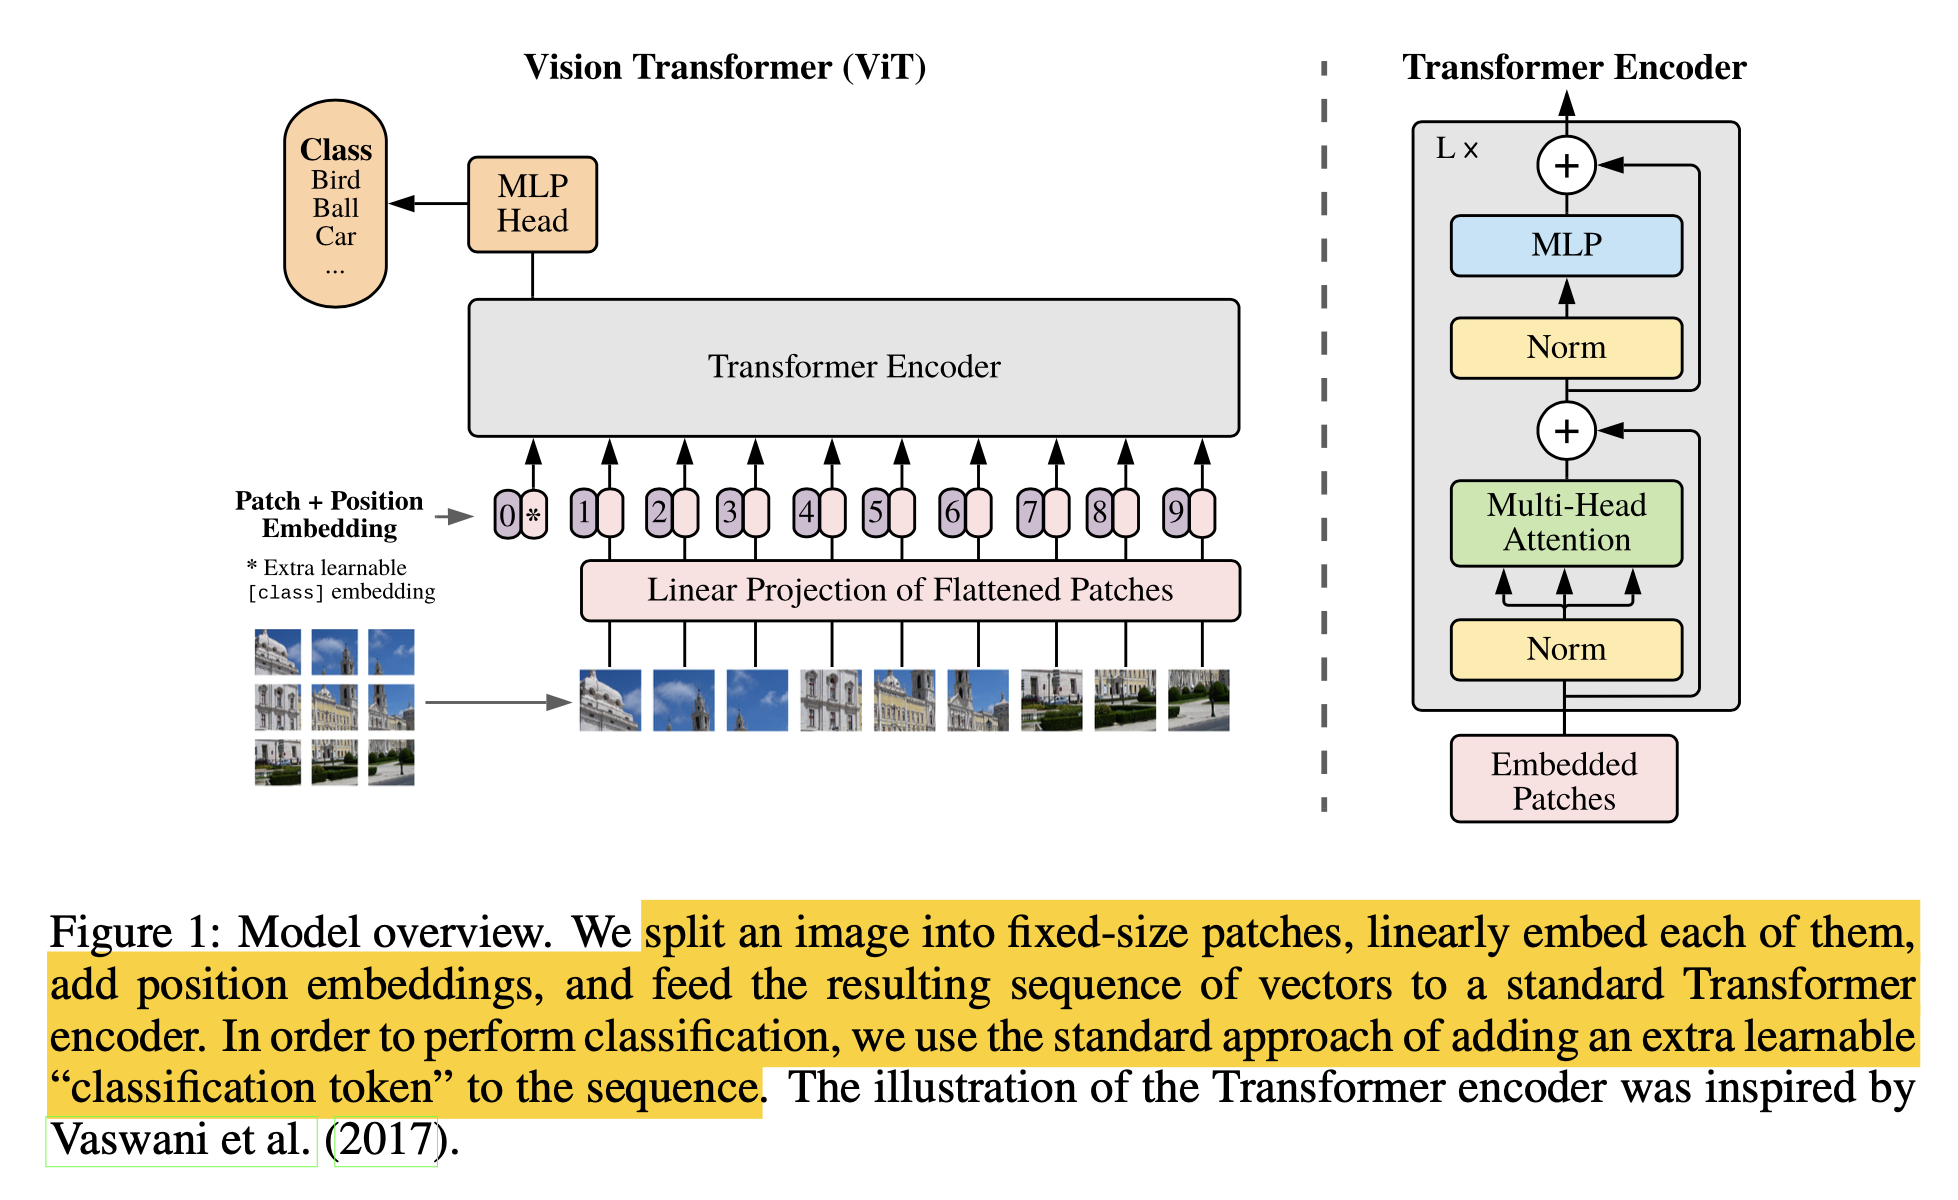 Vision Transformer (ViT)
Class
Bird
Ball
Car
...
MLP
Head
Transformer Encoder
Patch + Position
Embedding
0 * 1 2 3 4 5 6 7 8 9
* Extra learnable
[class] embedding
Linear Projection of Flattened Patches
Transformer Encoder
L ×
+
MLP
Norm
+
Multi-Head
Attention
Norm
Embedded
Patches
Figure 1: Model overview. We split an image into fixed-size patches, linearly embed each of them,
add position embeddings, and feed the resulting sequence of vectors to a standard Transformer
encoder. In order to perform classification, we use the standard approach of adding an extra learnable
“classification token” to the sequence. The illustration of the Transformer encoder was inspired by
Vaswani et al. (2017).